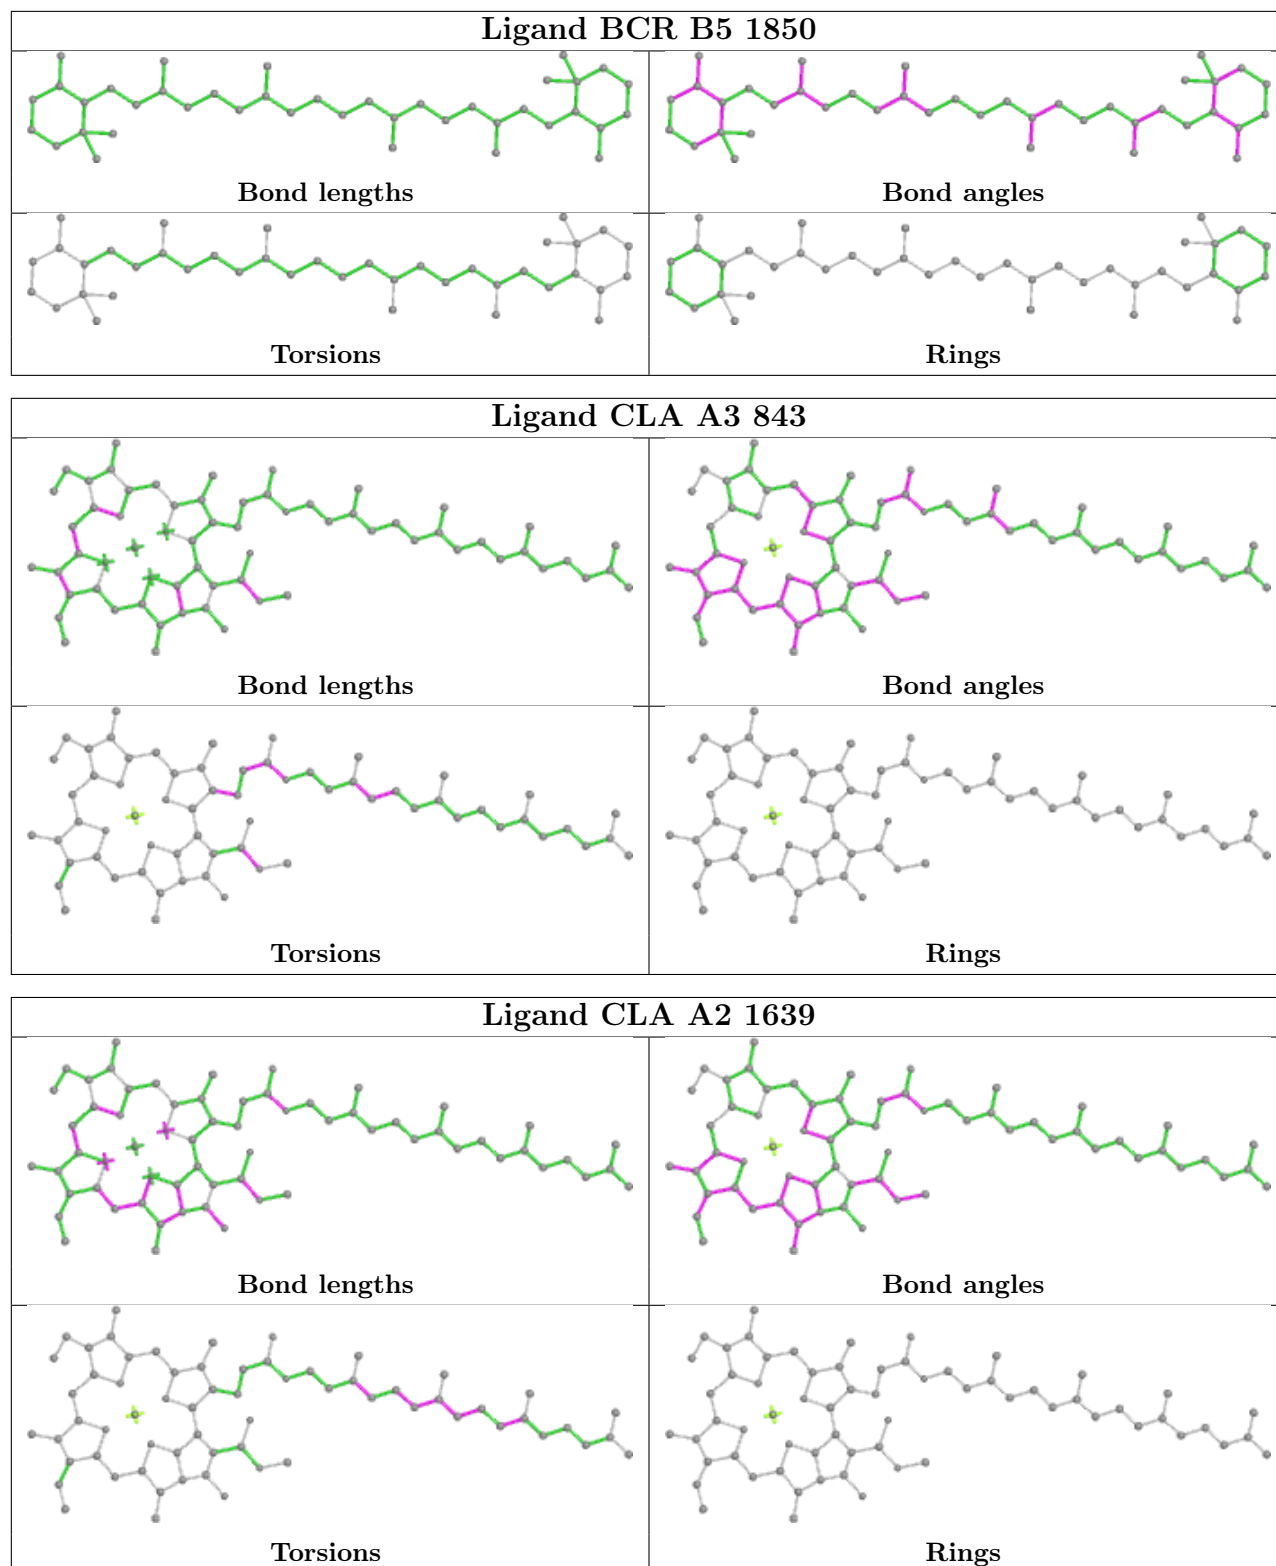 Ligand BCR B5 1850
Bond lengths
Bond angles
Torsions
Rings
Ligand CLA A3 843
Bond lengths
Bond angles
Torsions
Rings
Ligand CLA A2 1639
Bond lengths
Bond angles
Torsions
Rings